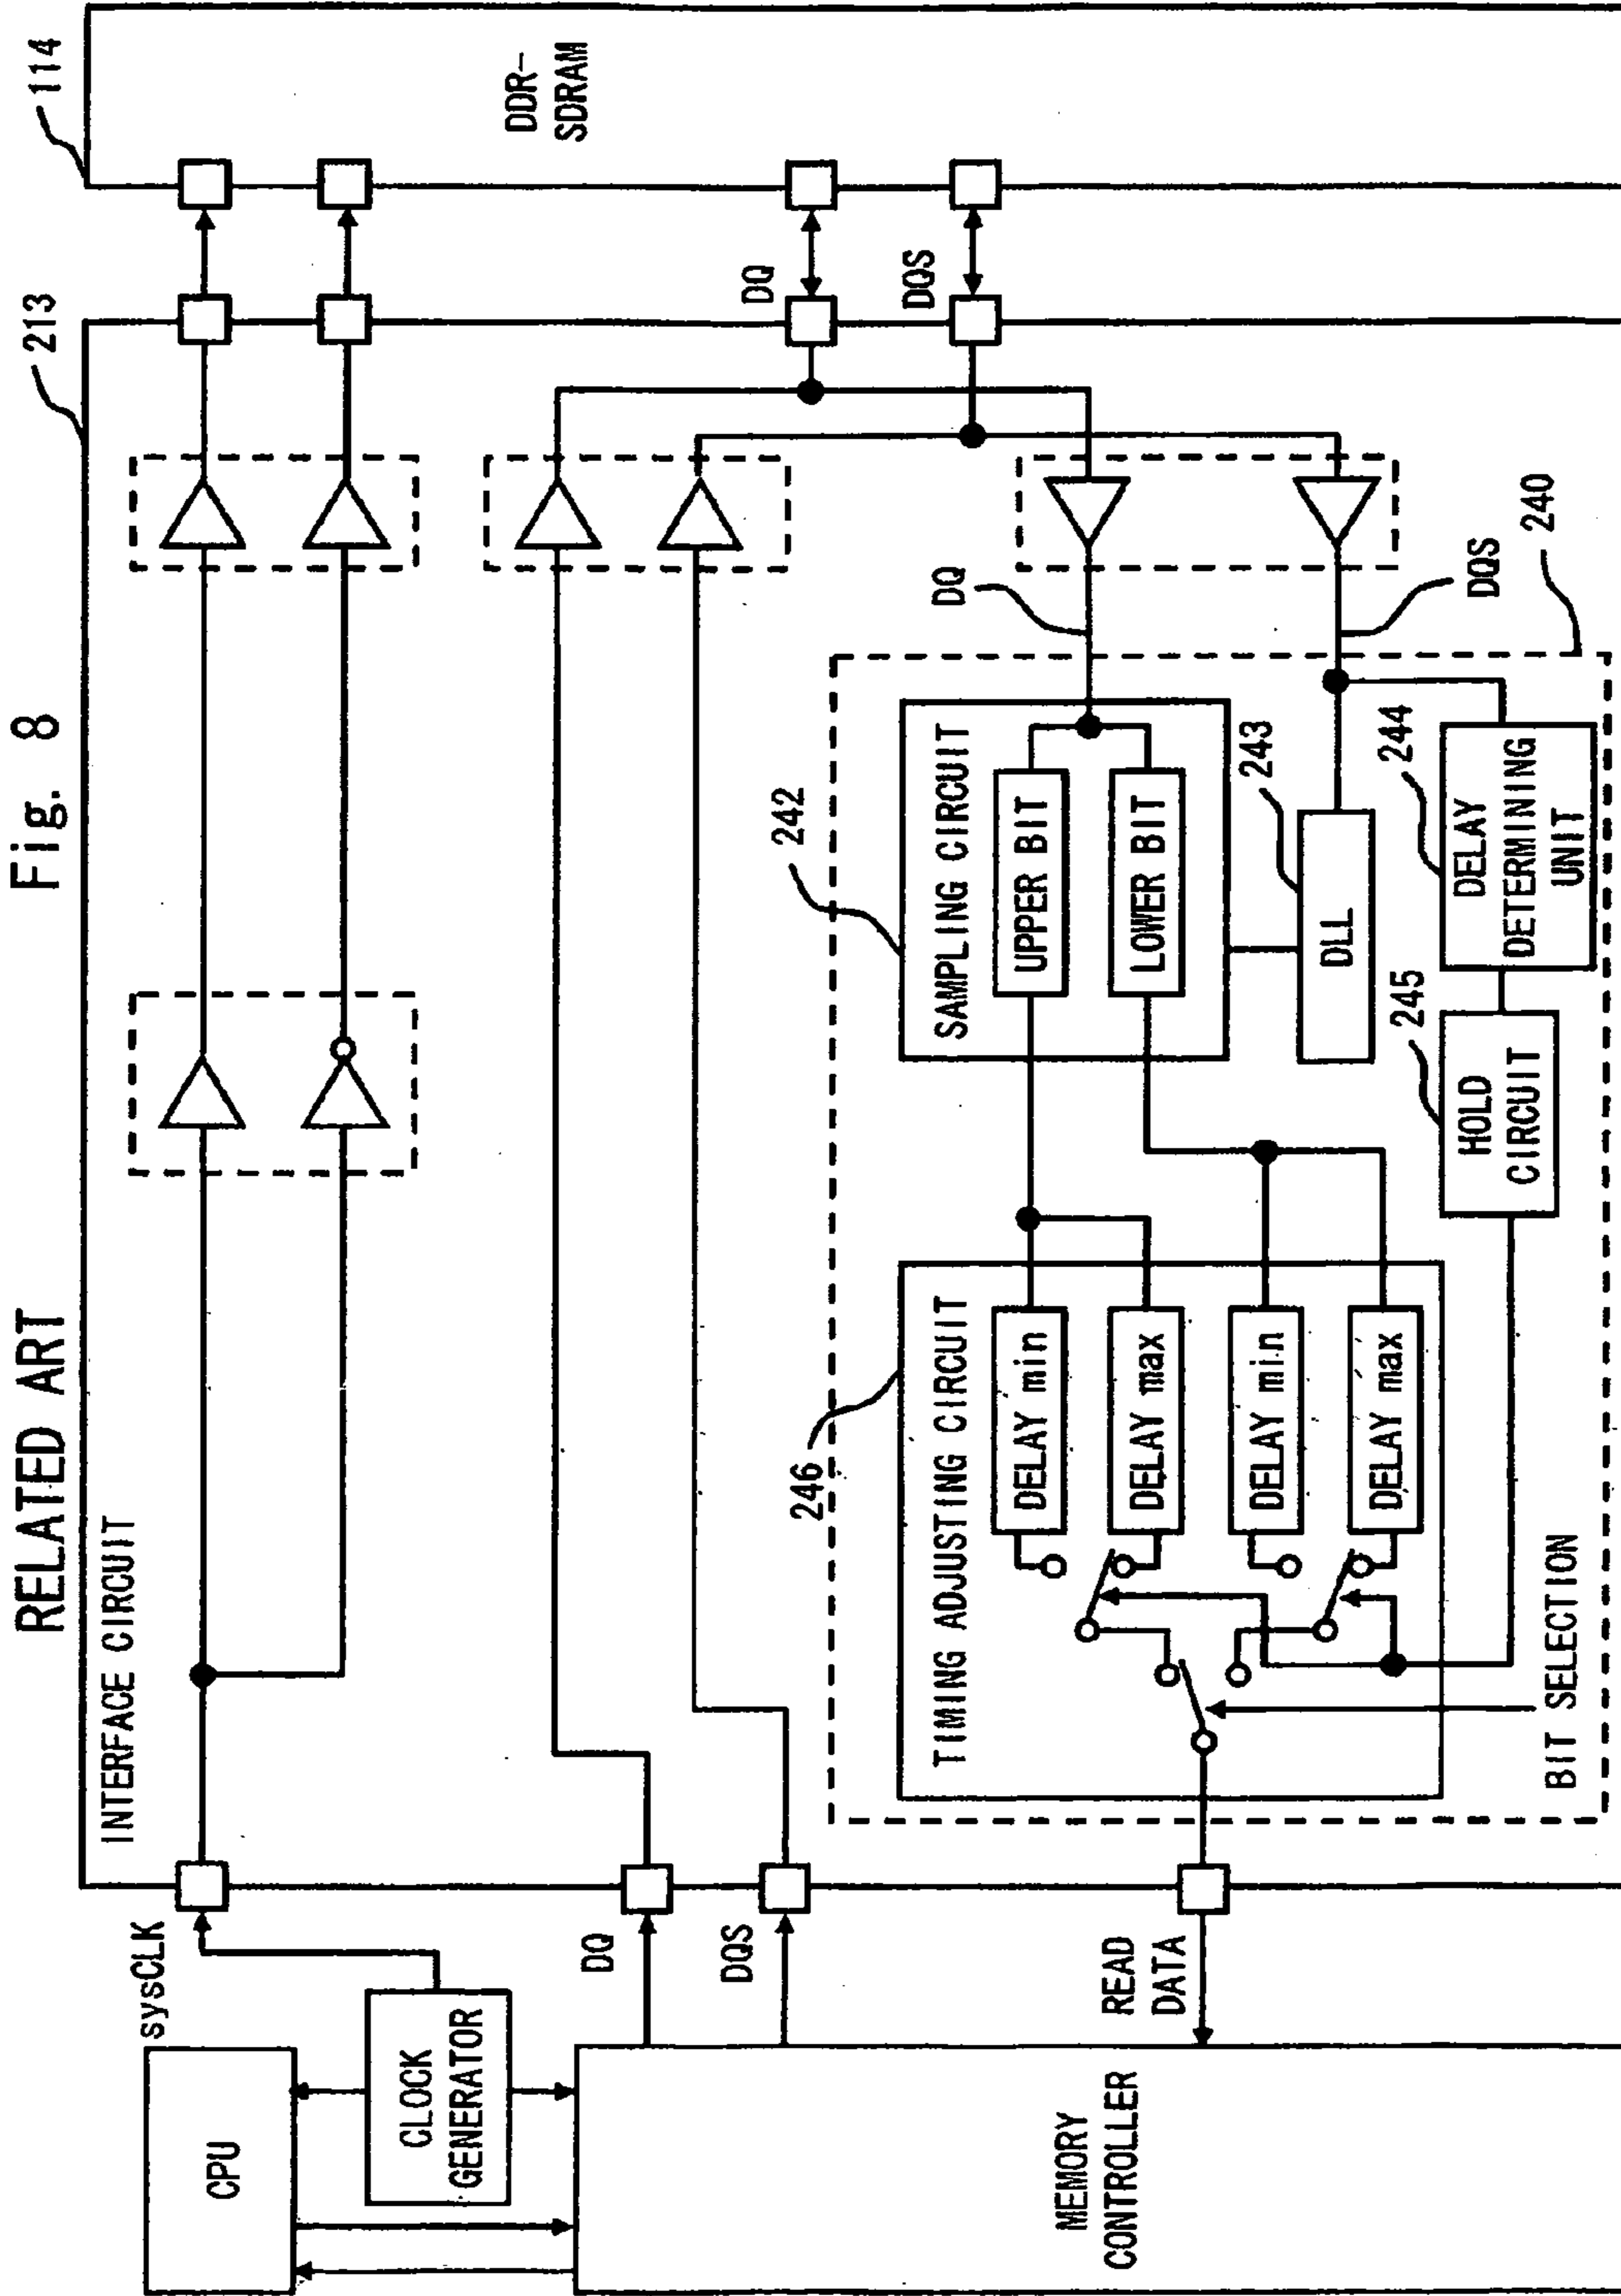 RELATED ART
Fig. 8
sysCLK
INTERFACE CIRCUIT
213
114
CPU
CLOCK
GENERATOR
DDR-
SDRAM
DQ
DQS
DQ
DQS
READ
DATA
MEMORY
CONTROLLER
DQ
DQS
240
246
TIMING ADJUSTING CIRCUIT
DELAY min
DELAY max
DELAY min
DELAY max
BIT SELECTION
242
SAMPLING CIRCUIT
UPPER BIT
LOWER BIT
243
DLL
244
DELAY
DETERMINING
UNIT
245
HOLD
CIRCUIT